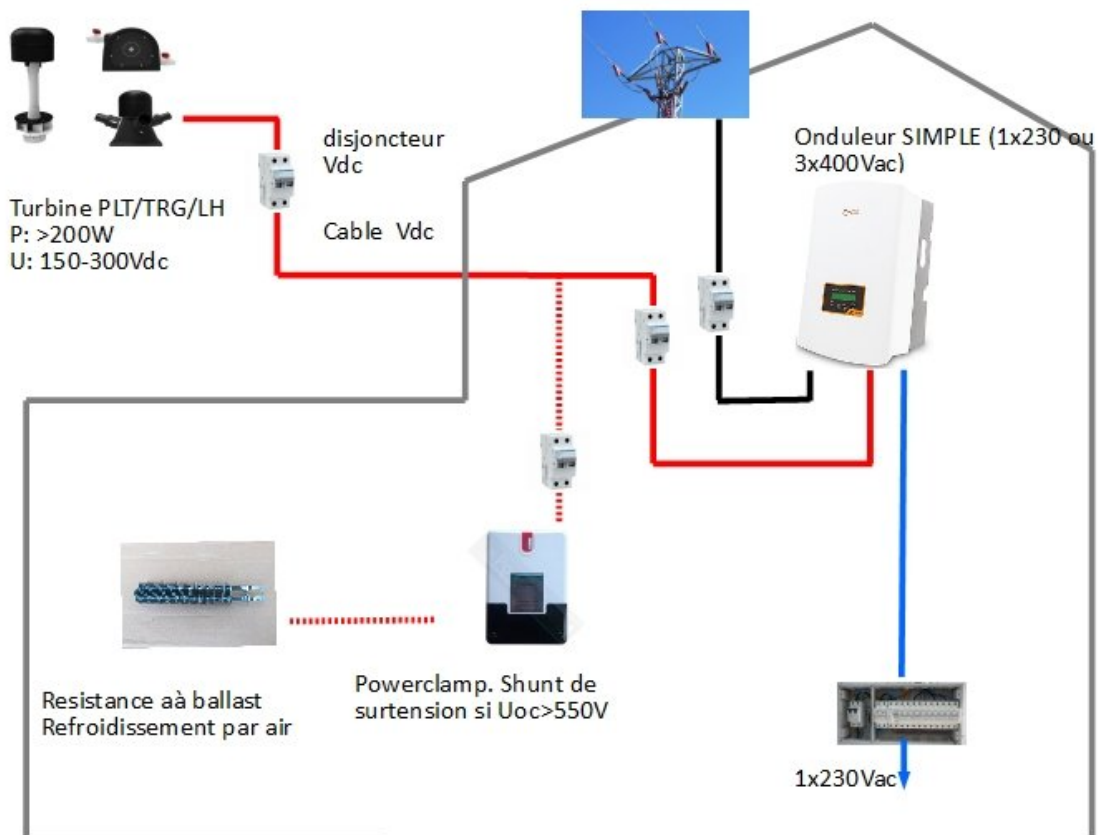 disjoncteur
Vdc
Onduleur SIMPLE (1x230 ou
3x400Vac)
Turbine PLT/TRG/LH
P: >200W
U: 150-300Vdc
Cable Vdc
Resistance aà ballast
Refroidissement par air
Powerclamp. Shunt de
surtension si Uoc>550V
1x230Vac